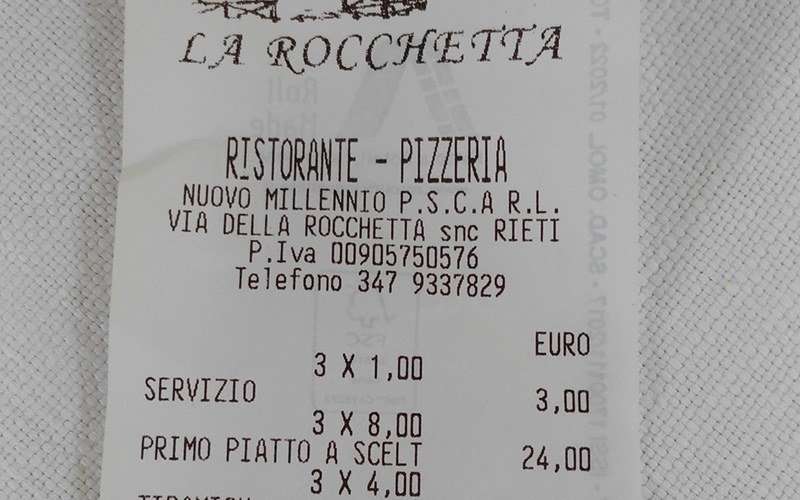 LA ROCCHETTA
RISTORANTE - PIZZERIA
NUOVO MILLENNIO P.S.C.A R.L.
VIA DELLA ROCCHETTA snc RIETI
P.Iva 00905750576
Telefono 347 9337829
EURO
3 X 1,00
SERVIZIO 3,00
3 X 8,00
PRIMO PIATTO A SCELT 24,00
3 X 4,00